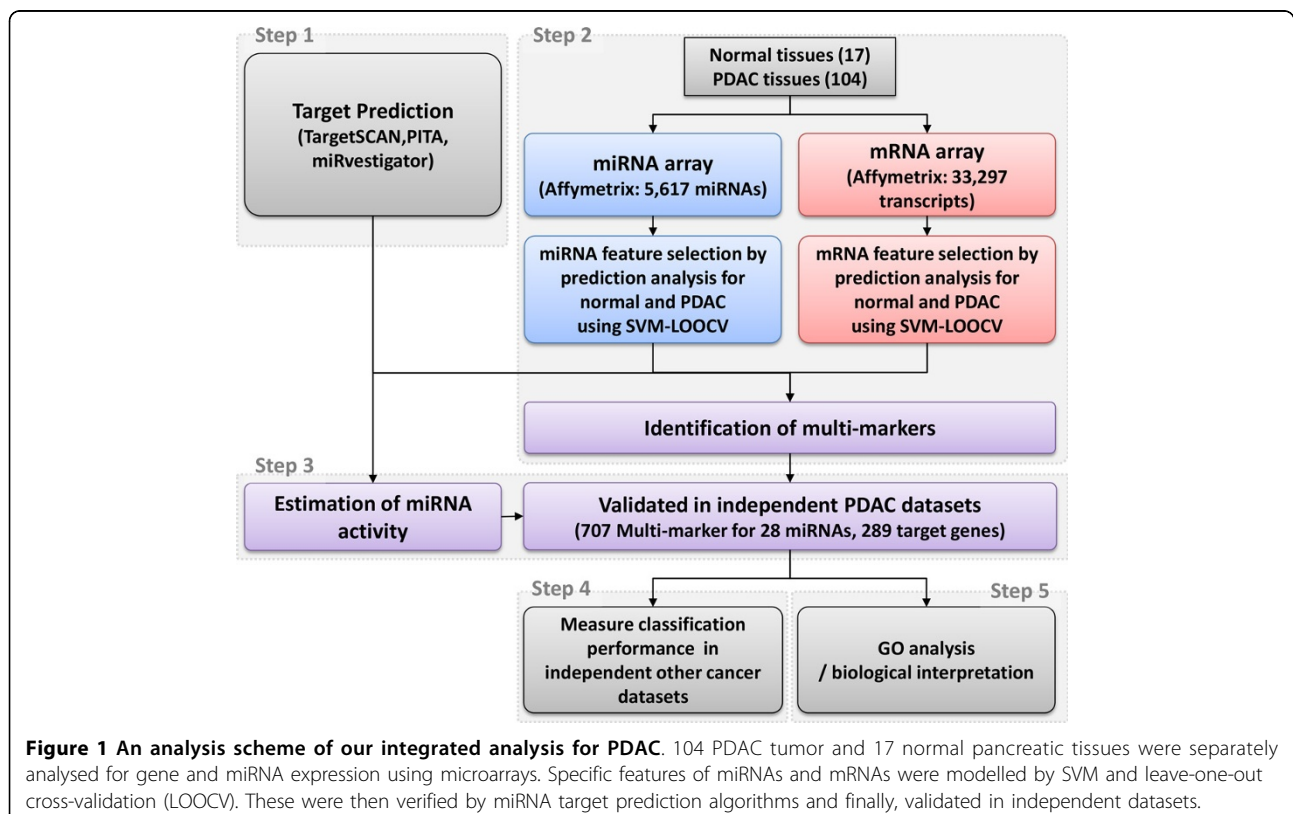 Step 1
Target Prediction
(TargetSCAN,PITA,
miRvestigator)
Step 2
Normal tissues (17)
PDAC tissues (104)
miRNA array
(Affymetrix: 5,617 miRNAs)
mRNA array
(Affymetrix: 33,297
transcripts)
miRNA feature selection by
prediction analysis for
normal and PDAC
using SVM-LOOCV
mRNA feature selection by
prediction analysis for
normal and PDAC
using SVM-LOOCV
Identification of multi-markers
Step 3
Estimation of miRNA
activity
Validated in independent PDAC datasets
(707 Multi-marker for 28 miRNAs, 289 target genes)
Step 4
Measure classification
performance in
independent other cancer
datasets
Step 5
GO analysis
/ biological interpretation
Figure 1 An analysis scheme of our integrated analysis for PDAC. 104 PDAC tumor and 17 normal pancreatic tissues were separately
analysed for gene and miRNA expression using microarrays. Specific features of miRNAs and mRNAs were modelled by SVM and leave-one-out
cross-validation (LOOCV). These were then verified by miRNA target prediction algorithms and finally, validated in independent datasets.